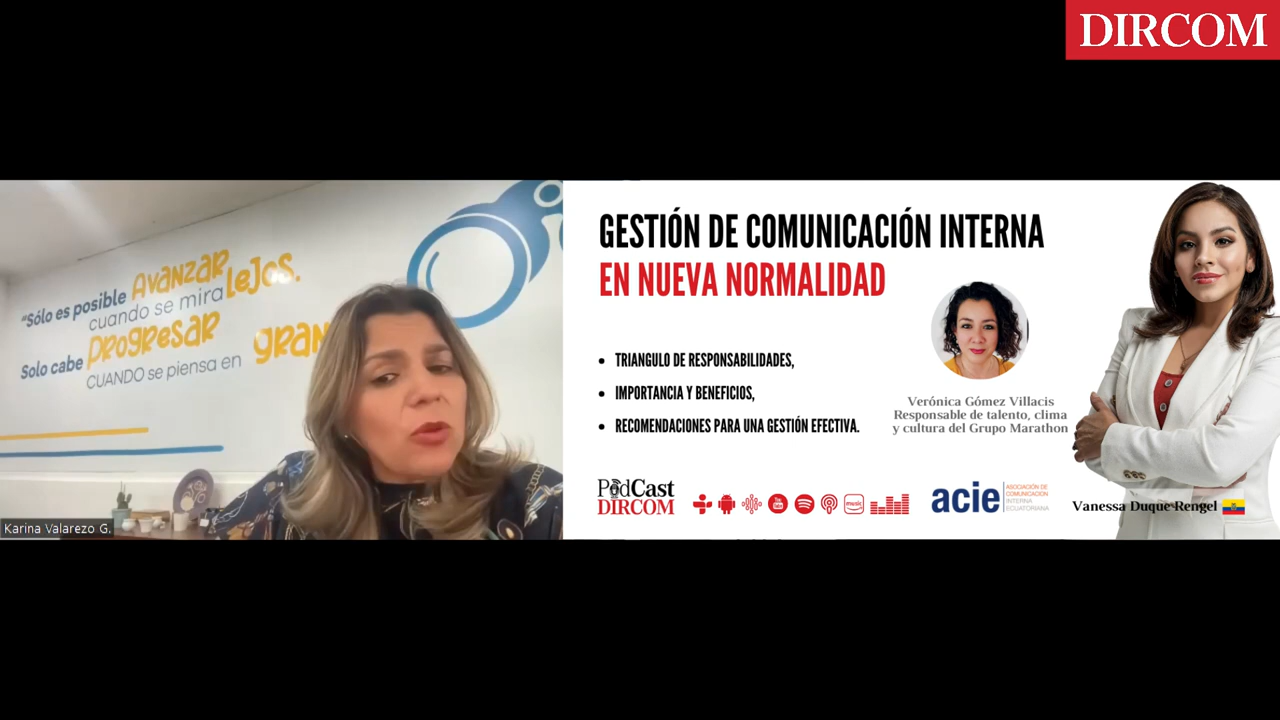 DIRCOM
"Sólo es posible AVANZAR
cuando se mira lejos.
Solo cabe PROGRESAR
CUANDO se piensa en GRAN
Karina Valarezo G.
GESTIÓN DE COMUNICACIÓN INTERNA
EN NUEVA NORMALIDAD
• TRIANGULO DE RESPONSABILIDADES,
• IMPORTANCIA Y BENEFICIOS,
• RECOMENDACIONES PARA UNA GESTIÓN EFECTIVA.
Verónica Gómez Villacis
Responsable de talento, clima
y cultura del Grupo Marathon
PodCast
DIRCOM
You Tube
music
acie
ASOCIACIÓN DE
COMUNICACIÓN
INTERNA
ECUATORIANA
Vanessa Duque Rengel